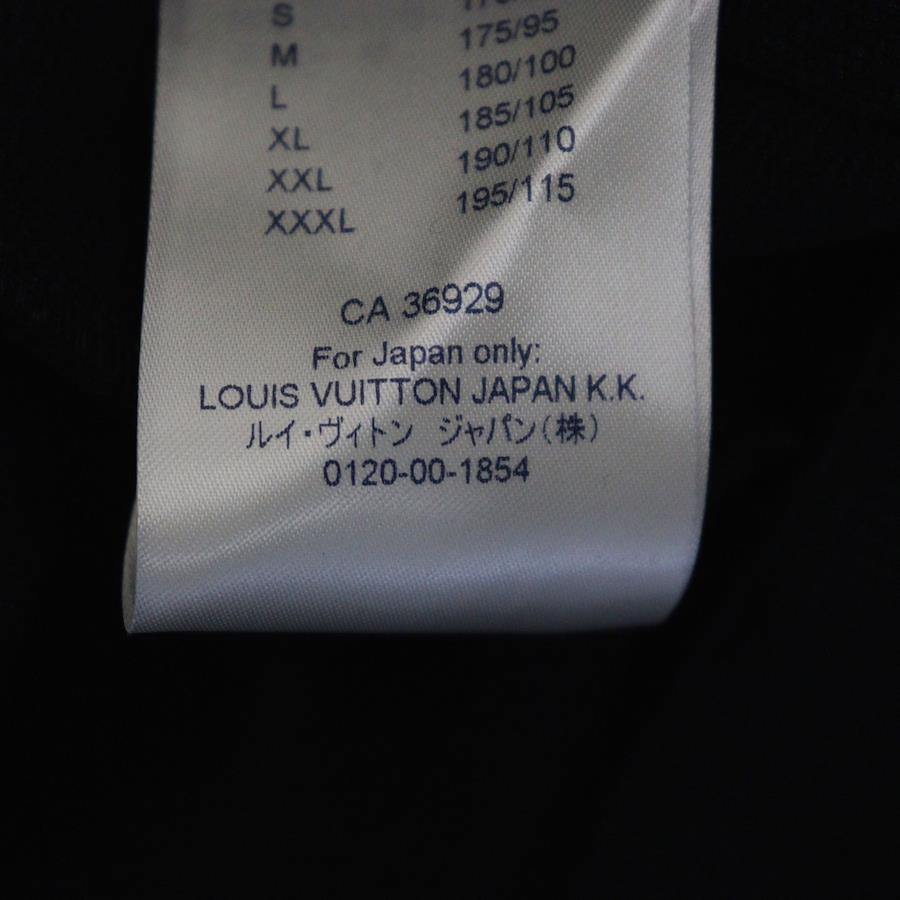 S
M 175/95
L 180/100
XL 185/105
XXL 190/110
XXXL 195/115
CA 36929
For Japan only:
LOUIS VUITTON JAPAN K.K.
ルイ・ヴィトン ジャパン(株)
0120-00-1854